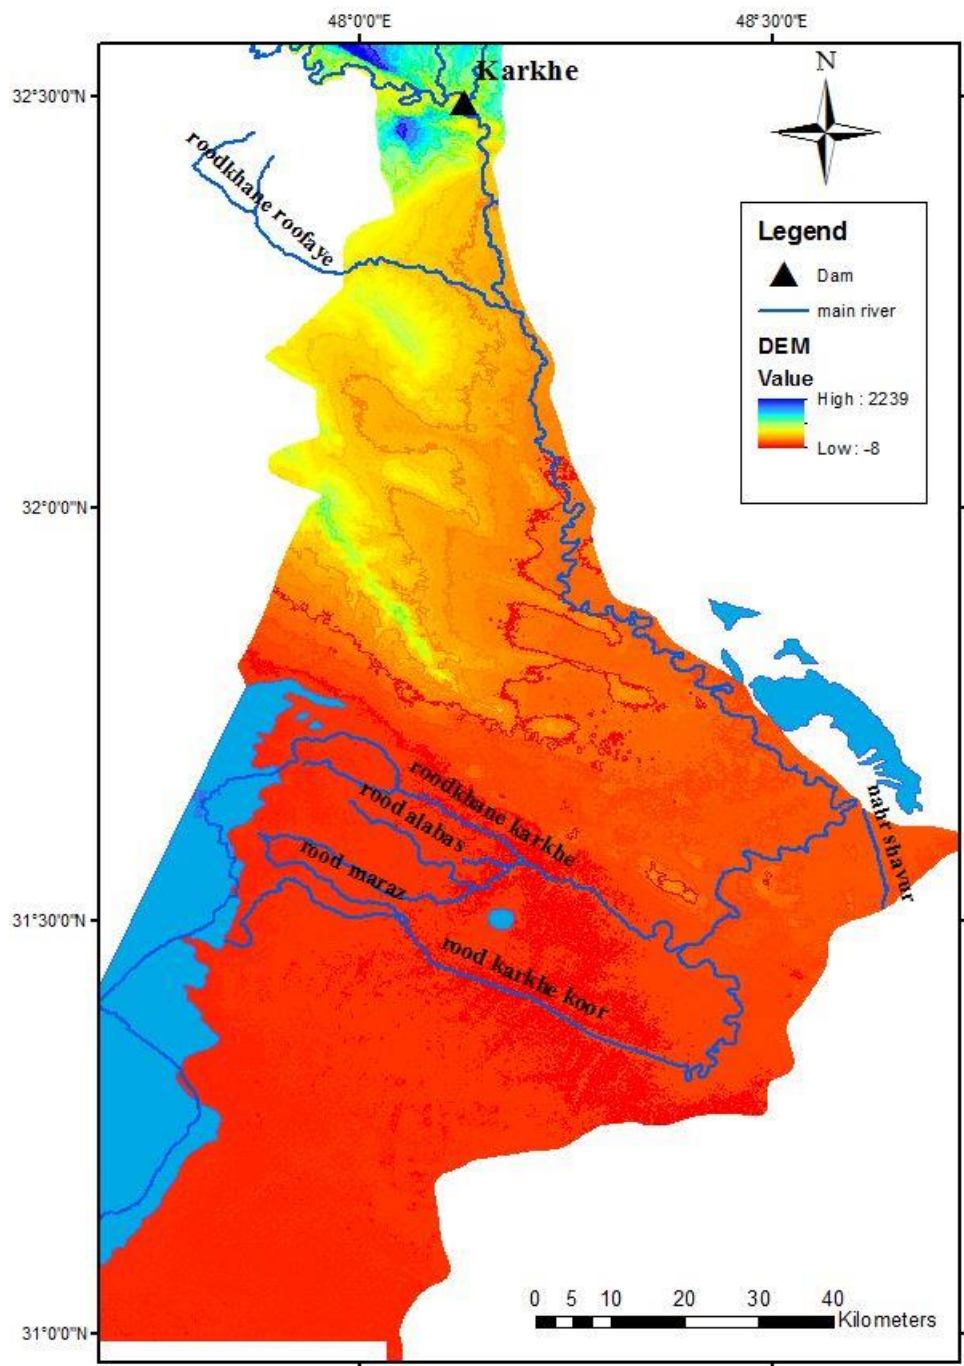 48°0'0"E
48°30'0"E
Karkhe
32°30'0"N
N
roodkhane roofaye
Legend
Dam
main river
DEM
Value
High : 2239
Low : -8
32°0'0"N
roodkhane karkhe
rood alabas
nahr shavur
rood maraz
31°30'0"N
rood karkhe koor
0 5 10 20 30 40
Kilometers
31°0'0"N